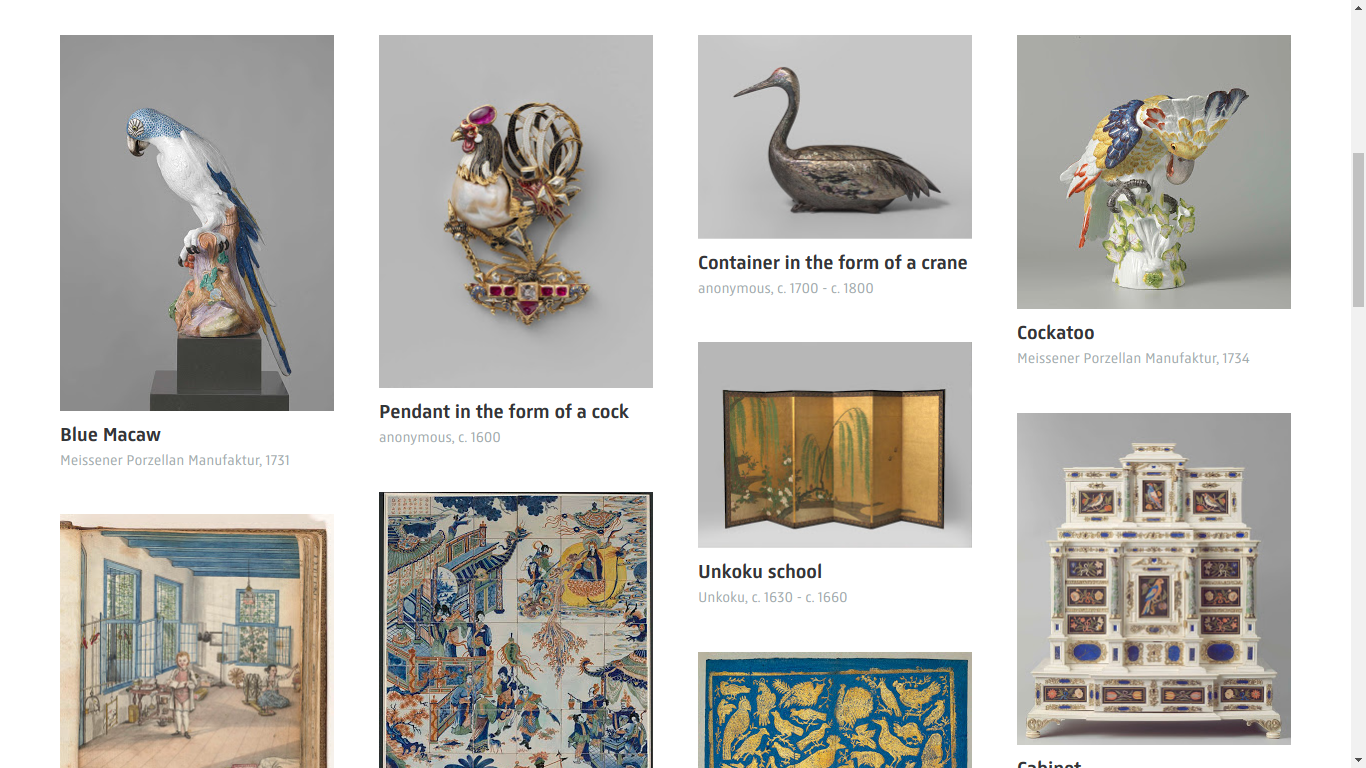 Blue Macaw
Meissener Porzellan Manufaktur, 1731
Pendant in the form of a cock
anonymous, c. 1600
Container in the form of a crane
anonymous, c. 1700 - c. 1800
Unkoku school
Unkoku, c. 1630 - c. 1660
Cockatoo
Meissener Porzellan Manufaktur, 1734
Cabinet